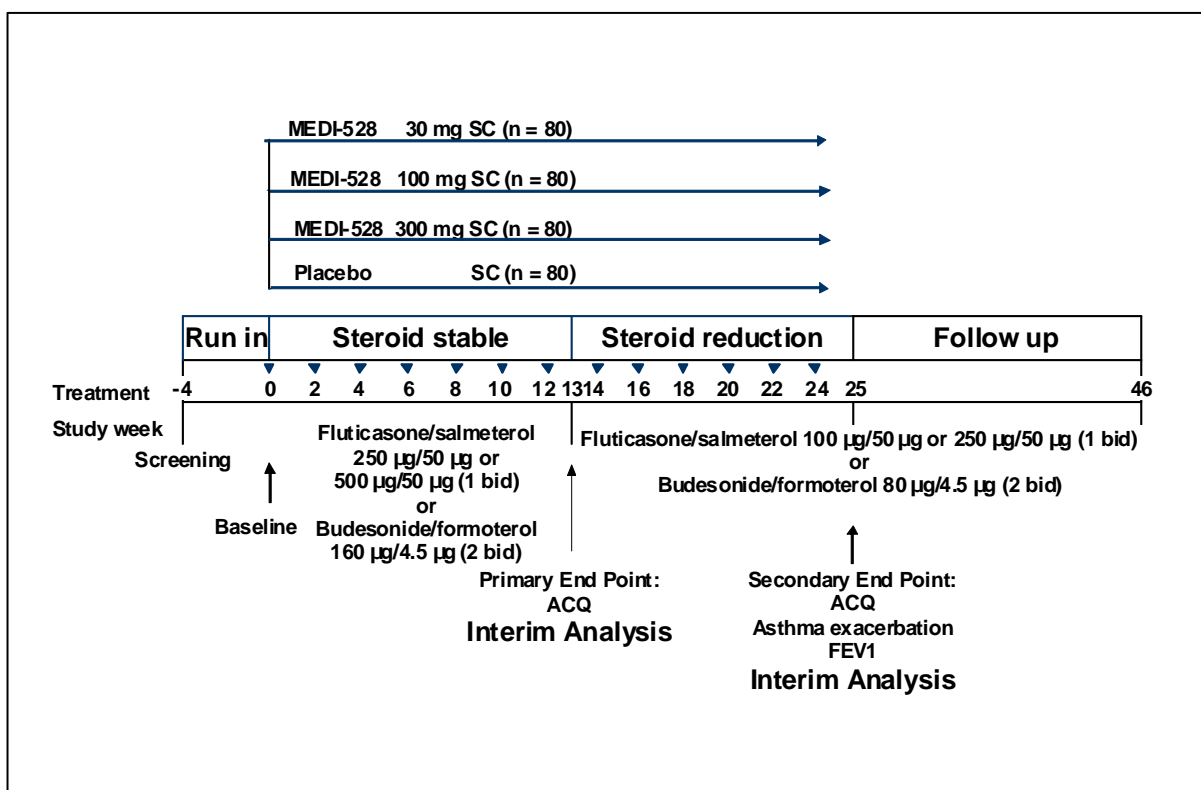 MEDI-528 30 mg SC (n = 80)
MEDI-528 100 mg SC (n = 80)
MEDI-528 300 mg SC (n = 80)
Placebo SC (n = 80)
Run in Steroid stable Steroid reduction Follow up
Treatment
Study week
-4 0 2 4 6 8 10 12 13 14 16 18 20 22 24 25 46
Screening
Baseline
Fluticasone/salmeterol
250 µg/50 µg or
500 µg/50 µg (1 bid)
or
Budesonide/formoterol
160 µg/4.5 µg (2 bid)
Fluticasone/salmeterol 100 µg/50 µg or 250 µg/50 µg (1 bid)
or
Budesonide/formoterol 80 µg/4.5 µg (2 bid)
Primary End Point:
ACQ
Interim Analysis
Secondary End Point:
ACQ
Asthma exacerbation
FEV1
Interim Analysis